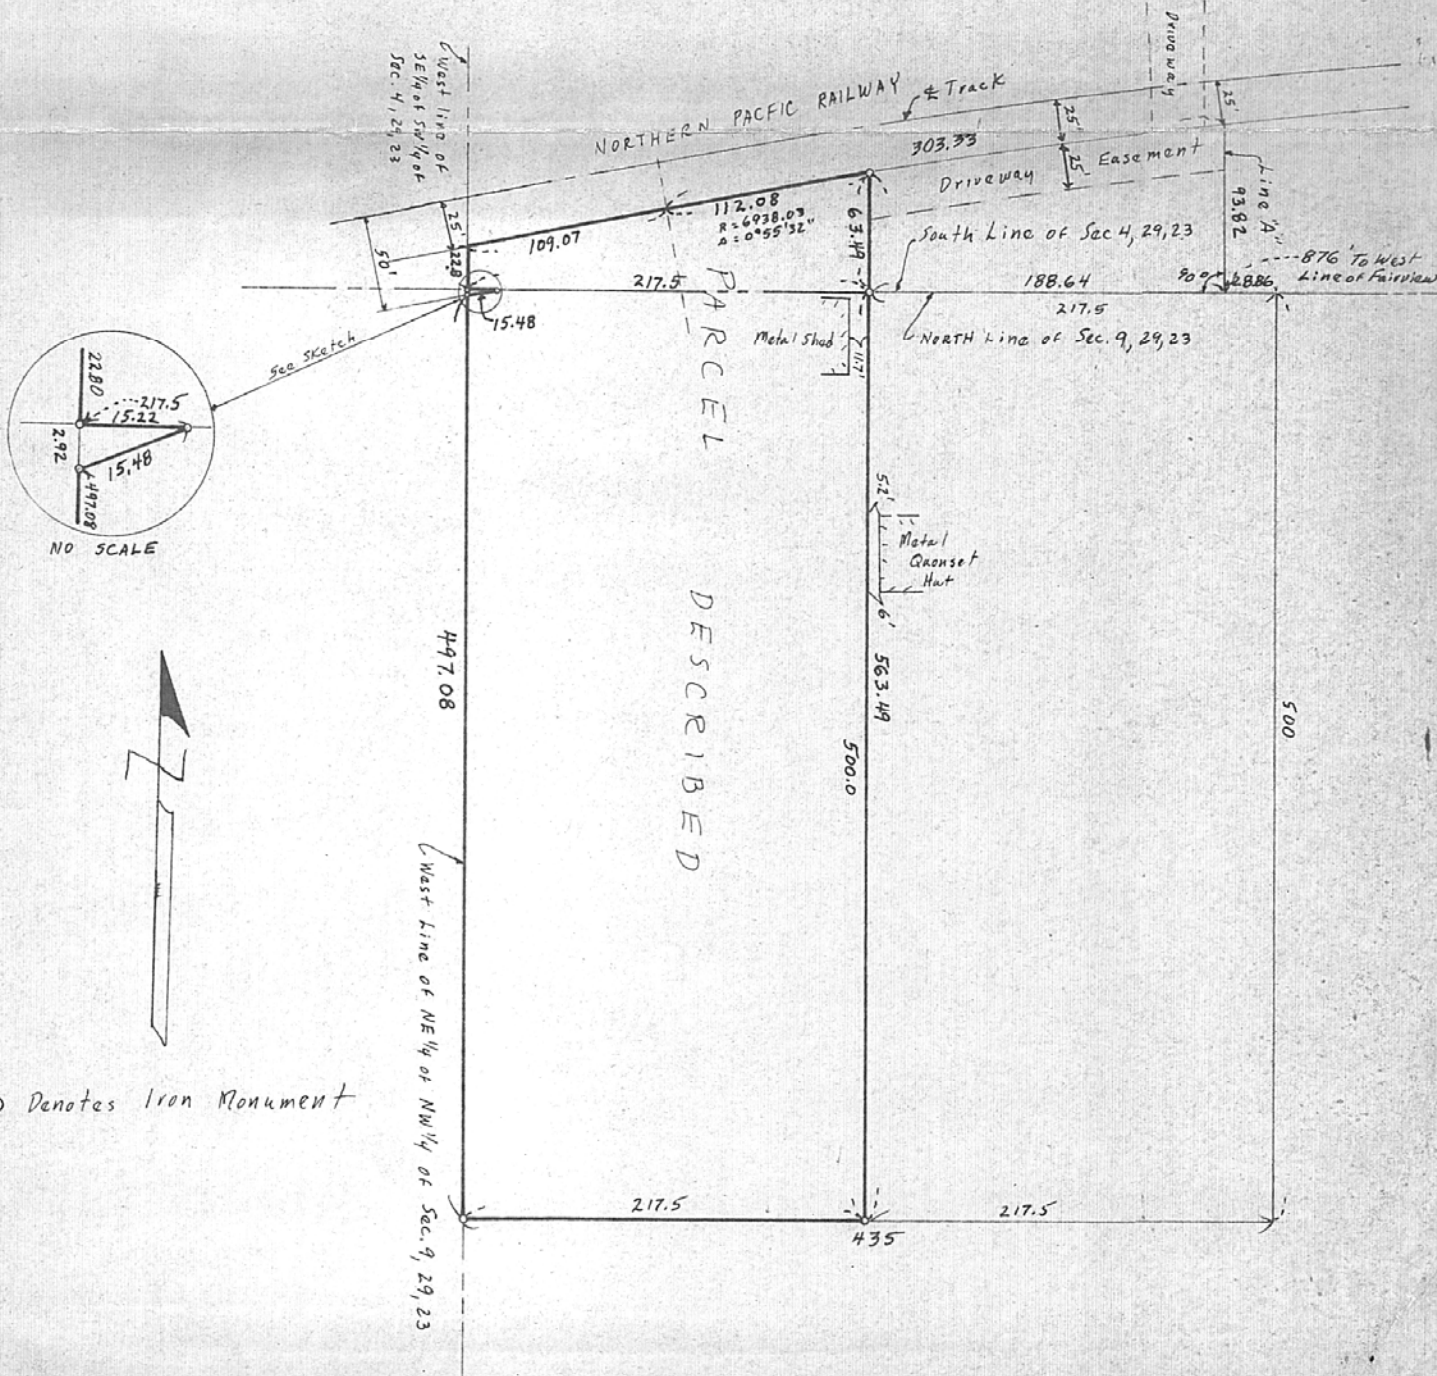 West line of
SE¼ of SW¼ of
Sec. 4, 29, 23
NORTHERN PACFIC RAILWAY
℄ Track
Driveway
25'
25'
303.33'
25'
Driveway Easement
Line "A"
93.82
25'
50'
22.8
109.07
112.08
R = 6938.03
Δ = 0°55'32"
63.49
South Line of Sec 4, 29, 23
876' To West
Line of Fairview
217.5
188.64
90°
28.86
217.5
15.48
NORTH Line of Sec. 9, 29, 23
Metal Shed
11.7'
See Sketch
22.80
217.5
15.22
2.92
15.48
497.08
NO SCALE
PARCEL
DESCRIBED
5.2'
Metal
Quonset
Hut
6'
497.08
563.49
500.0
500
N
West Line of NE¼ of NW¼ of Sec. 9, 29, 23
Denotes Iron Monument
217.5
217.5
435